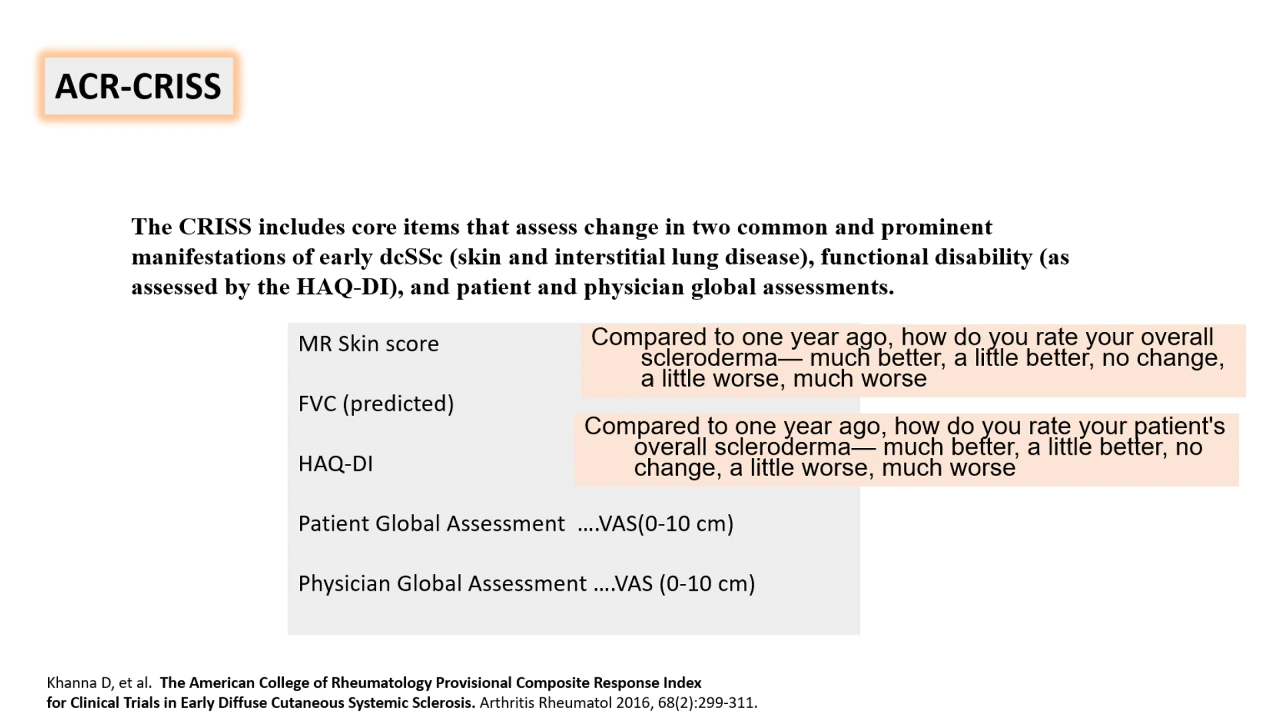 ACR-CRISS
The CRISS includes core items that assess change in two common and prominent
manifestations of early dcSSc (skin and interstitial lung disease), functional disability (as
assessed by the HAQ-DI), and patient and physician global assessments.
MR Skin score
FVC (predicted)
HAQ-DI
Patient Global Assessment ....VAS(0-10 cm)
Physician Global Assessment ....VAS (0-10 cm)
Compared to one year ago, how do you rate your overall
scleroderma— much better, a little better, no change,
a little worse, much worse
Compared to one year ago, how do you rate your patient's
overall scleroderma— much better, a little better, no
change, a little worse, much worse
Khanna D, et al. The American College of Rheumatology Provisional Composite Response Index
for Clinical Trials in Early Diffuse Cutaneous Systemic Sclerosis. Arthritis Rheumatol 2016, 68(2):299-311.